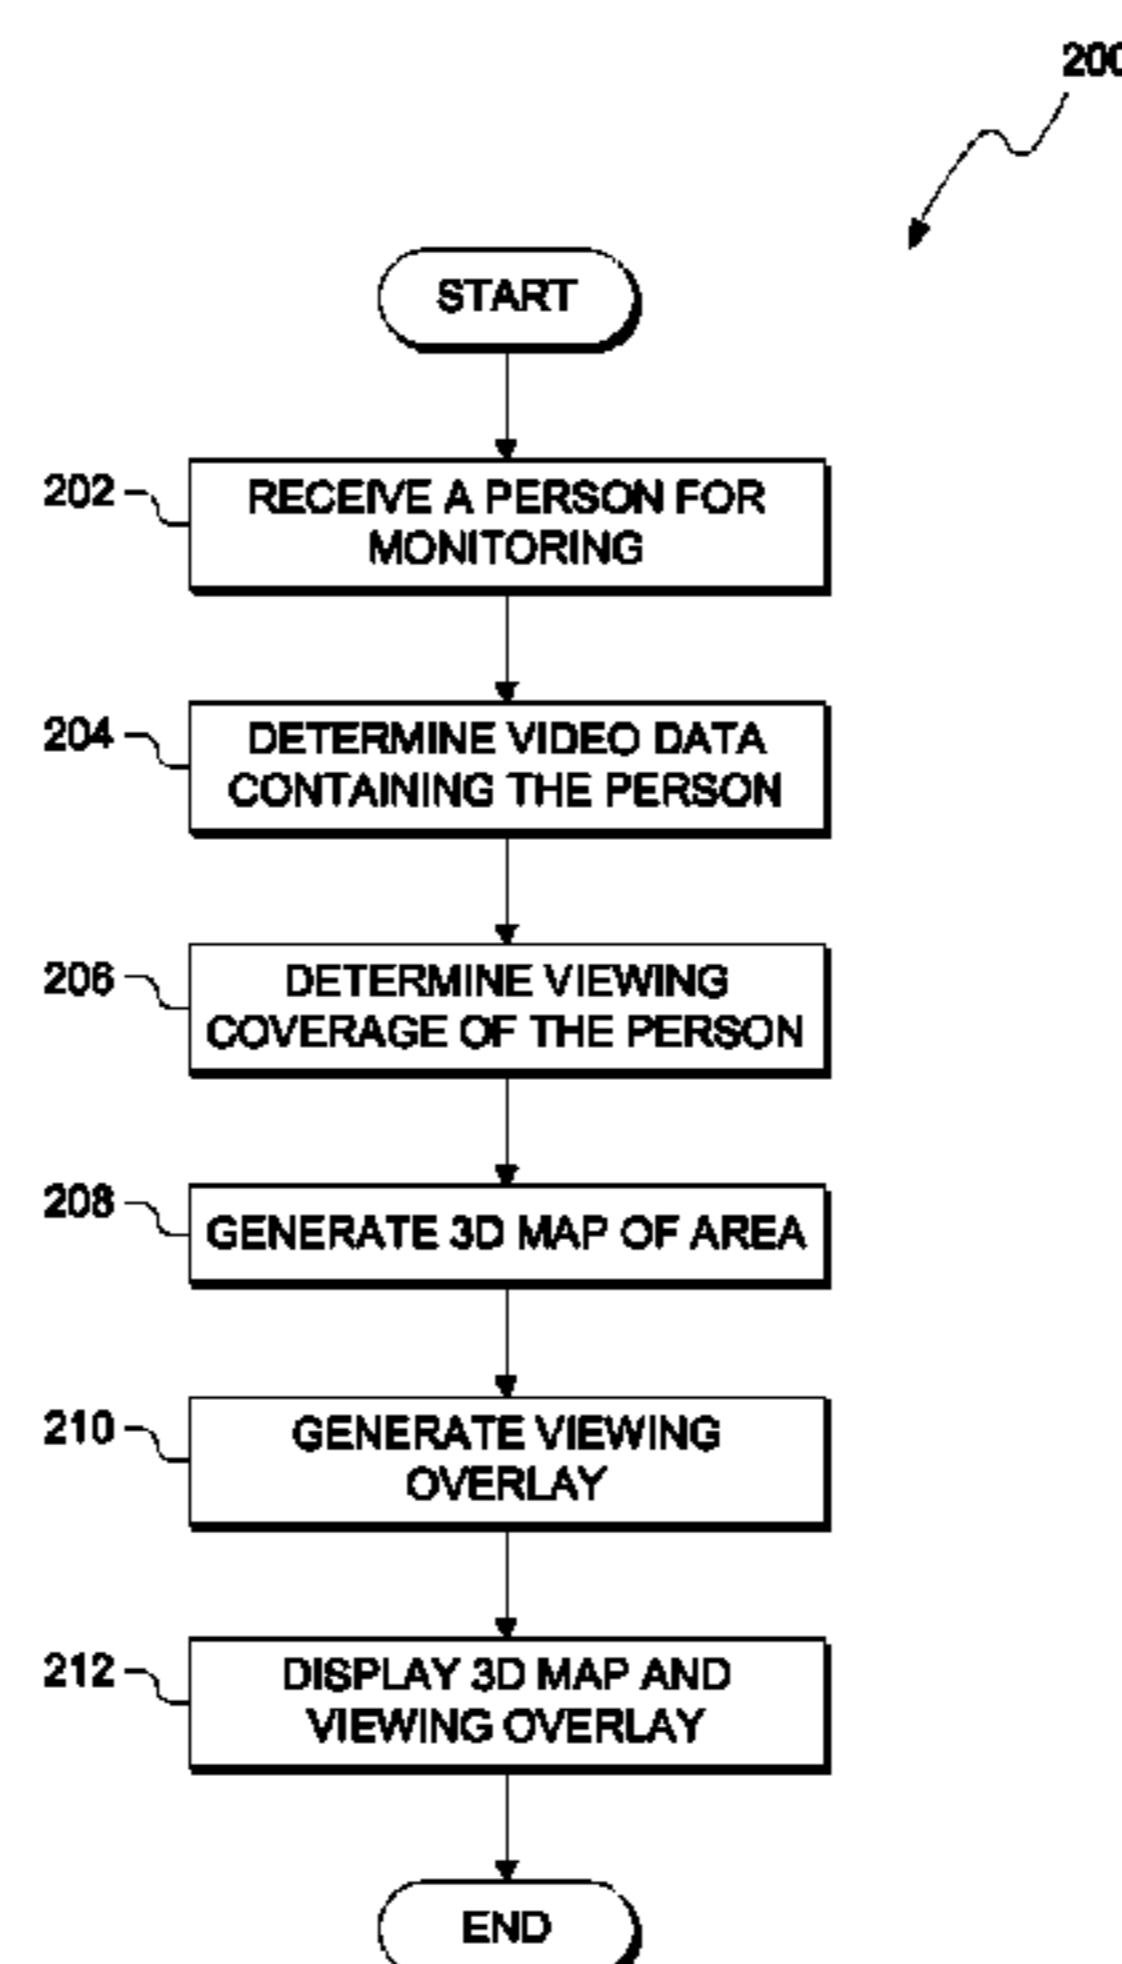 200
START
202
RECEIVE A PERSON FOR
MONITORING
204
DETERMINE VIDEO DATA
CONTAINING THE PERSON
206
DETERMINE VIEWING
COVERAGE OF THE PERSON
208
GENERATE 3D MAP OF AREA
210
GENERATE VIEWING
OVERLAY
212
DISPLAY 3D MAP AND
VIEWING OVERLAY
END